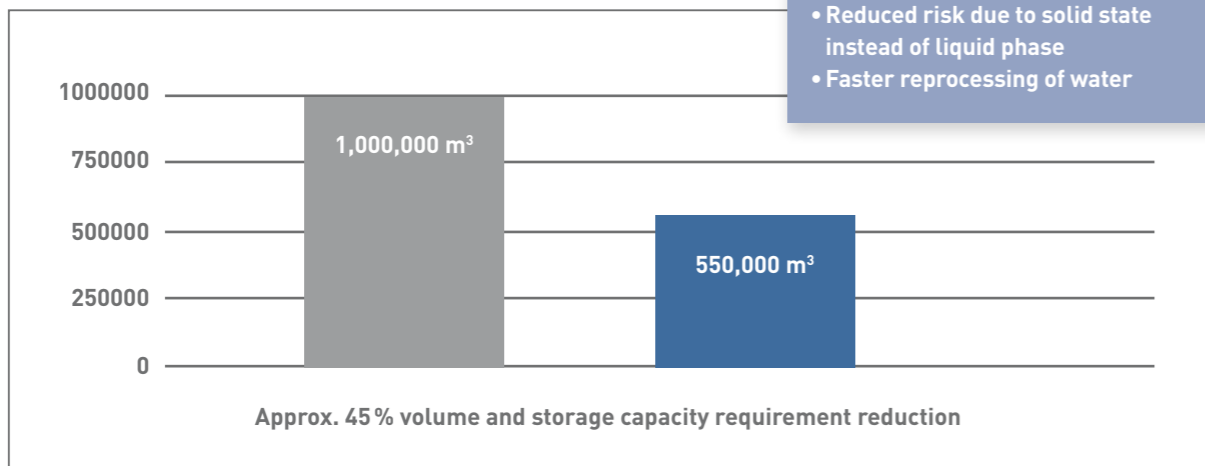 • Reduced risk due to solid state
instead of liquid phase
• Faster reprocessing of water
1000000
1,000,000 m³
750000
500000
550,000 m³
250000
0
Approx. 45 % volume and storage capacity requirement reduction